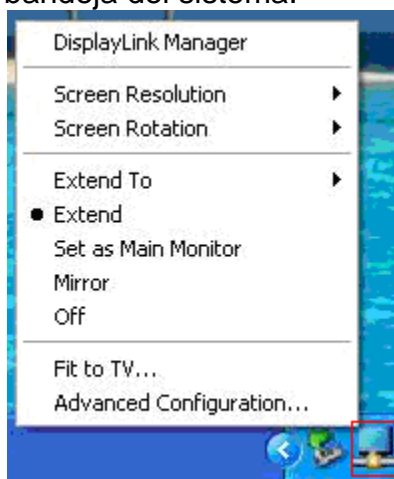 bandeja del sistema.
DisplayLink Manager
Screen Resolution
Screen Rotation
Extend To
Extend
Set as Main Monitor
Mirror
Off
Fit to TV...
Advanced Configuration...